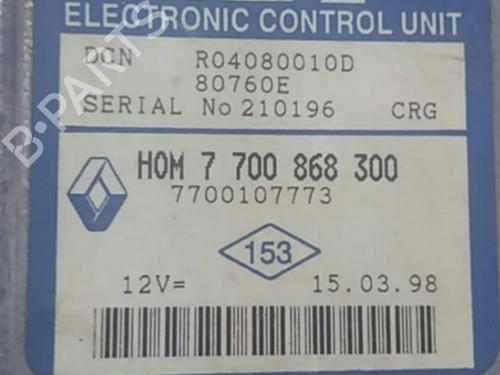 ELECTRONIC CONTROL UNIT
DCN R04080010D
80760E
SERIAL No 210196 CRG
HOM 7 700 868 300
7700107773
153
12V= 15.03.98
B-PARTS